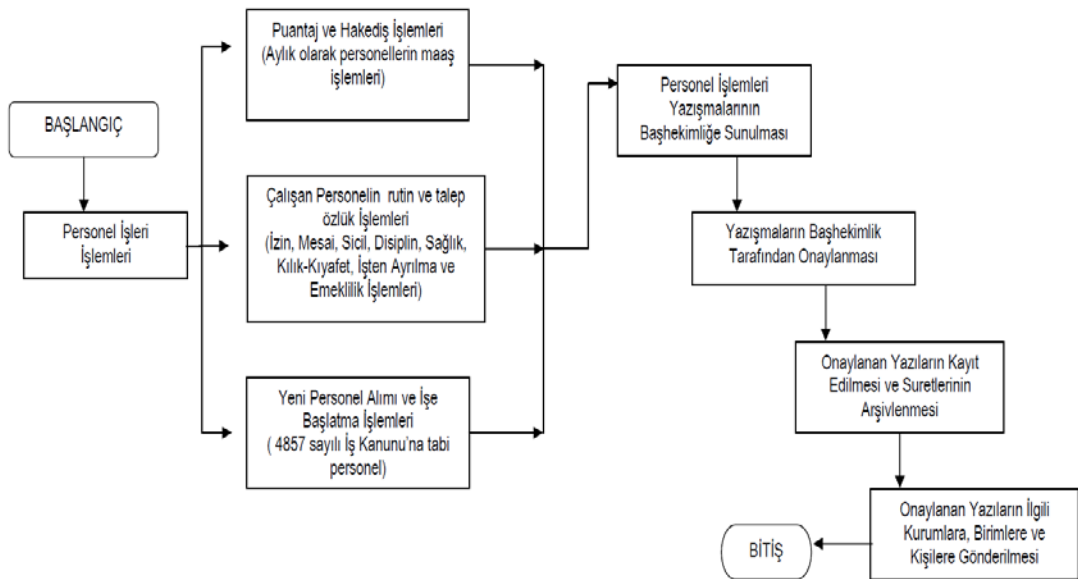 BAŞLANGIÇ
Personel İşleri
İşlemleri
Puantaj ve Hakediş İşlemleri
(Aylık olarak personellerin maaş
işlemleri)
Çalışan Personelin rutin ve talep
özlük İşlemleri
(İzin, Mesai, Sicil, Disiplin, Sağlık,
Kılık-Kıyafet, İşten Ayrılma ve
Emeklilik İşlemleri)
Yeni Personel Alımı ve İşe
Başlatma İşlemleri
( 4857 sayılı İş Kanunu'na tabi
personel)
Personel İşlemleri
Yazışmalarının
Başhekimliğe Sunulması
Yazışmaların Başhekimlik
Tarafından Onaylanması
Onaylanan Yazıların Kayıt
Edilmesi ve Suretlerinin
Arşivlenmesi
Onaylanan Yazıların İlgili
Kurumlara, Birimlere ve
Kişilere Gönderilmesi
BİTİŞ